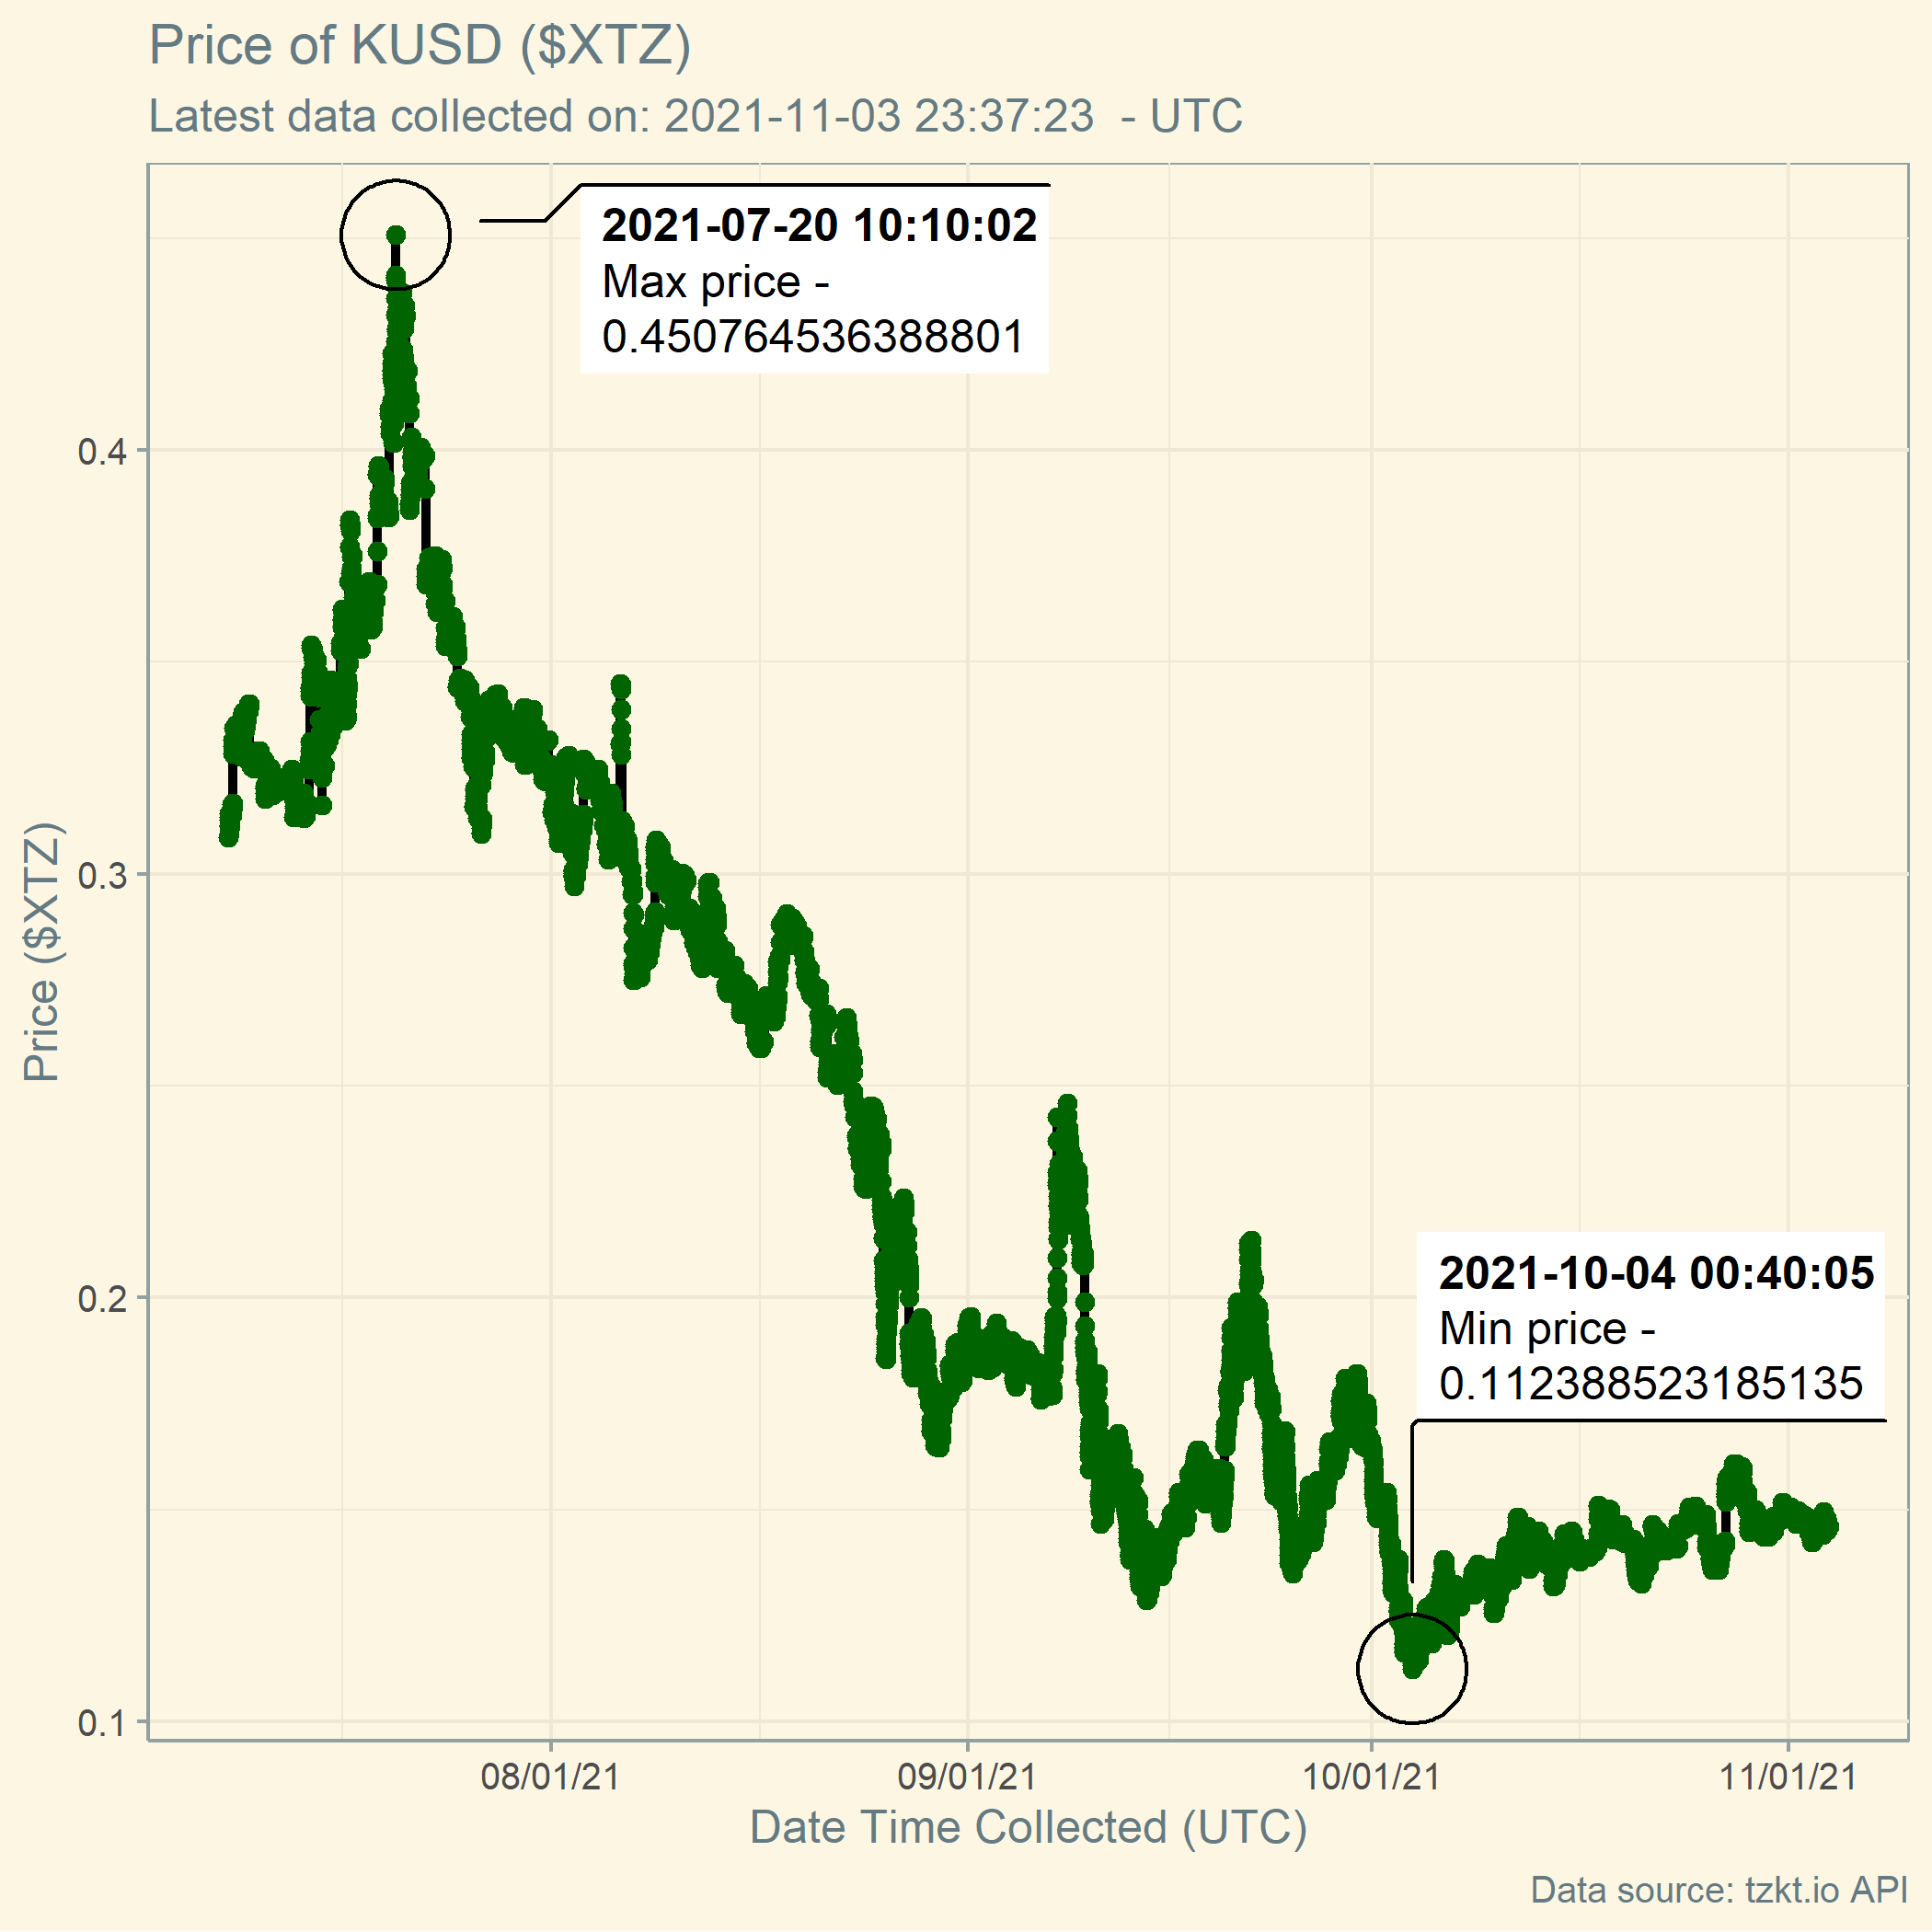 Price of KUSD ($XTZ)
Latest data collected on: 2021-11-03 23:37:23  - UTC
2021-07-20 10:10:02
Max price -
0.450764536388801
0.4
0.3
0.2
0.1
Price ($XTZ)
2021-10-04 00:40:05
Min price -
0.112388523185135
08/01/21
09/01/21
10/01/21
11/01/21
Date Time Collected (UTC)
Data source: tzkt.io API